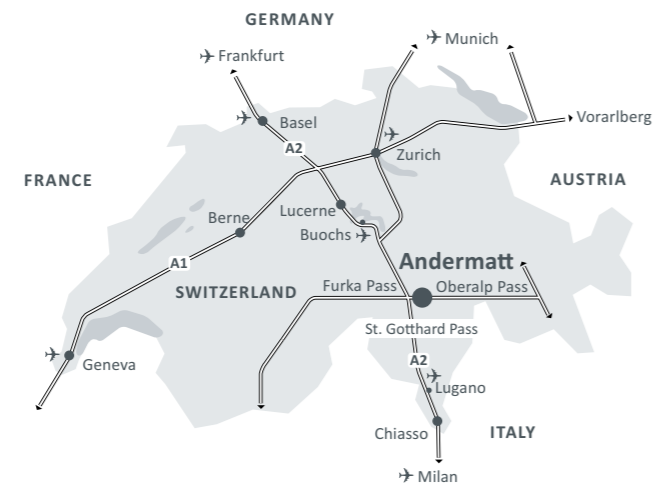 GERMANY
Munich
Frankfurt
Vorarlberg
Basel
A2
Zurich
FRANCE
AUSTRIA
Lucerne
Berne
Buochs
A1
Andermatt
SWITZERLAND
Furka Pass
Oberalp Pass
St. Gotthard Pass
A2
Geneva
Lugano
Chiasso
ITALY
Milan